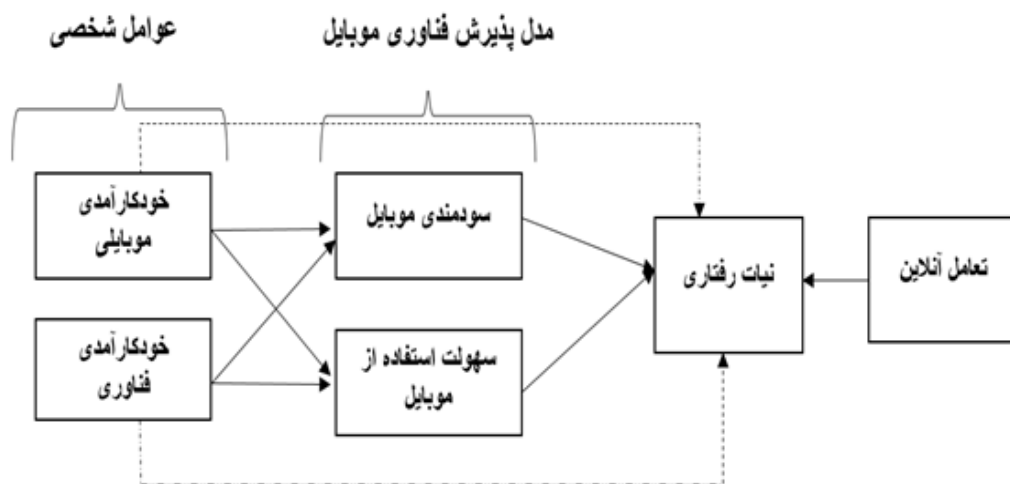 مدل پذیرش فناوری موبایل
عوامل شخصی
خودکارآمدی
موبایلی
سودمندی موبایل
نیات رفتاری
تعامل آنلاین
خودکارآمدی
فناوری
سهولت استفاده از
موبایل